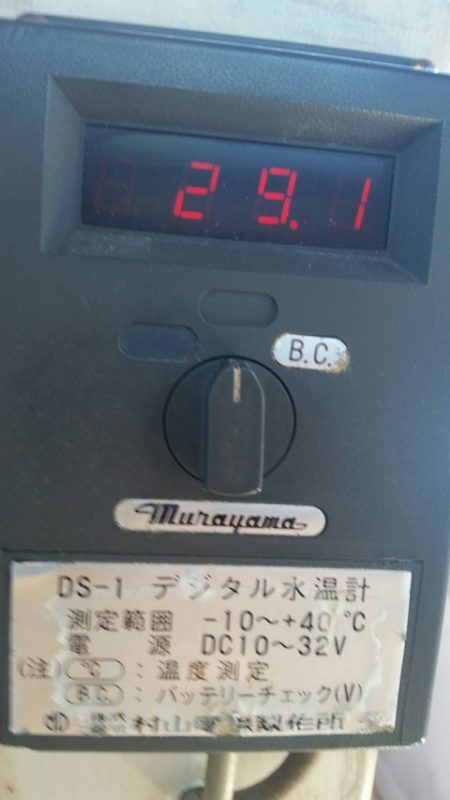 29.1
B.C.
Murayama
DS-1 デジタル水温計
測定範囲 -10～+40℃
電 源 DC10～32V
(注) ℃ : 温度測定
B.C. : バッテリーチェック(V)
村山電機製作所